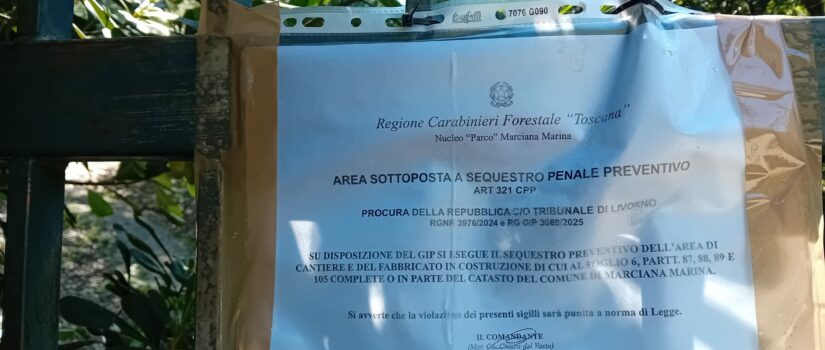 7076 G090
Regione Carabinieri Forestale "Toscana"
Nucleo "Parco" Marciana Marina
AREA SOTTOPOSTA A SEQUESTRO PENALE PREVENTIVO
ART 321 CPP
PROCURA DELLA REPUBBLICA C/O TRIBUNALE DI LIVORNO
RGNR 3976/2024 e RG GIP 3969/2025
SU DISPOSIZIONE DEL GIP SI ESEGUE IL SEQUESTRO PREVENTIVO DELL'AREA DI
CANTIERE E DEL FABBRICATO IN COSTRUZIONE DI CUI AL FOGLIO 6, PARTT. 87, 88, 89 E
105 COMPLETE O IN PARTE DEL CATASTO DEL COMUNE DI MARCIANA MARINA.
Si avverte che la violazione dei presenti sigilli sarà punita a norma di Legge.
IL COMANDANTE